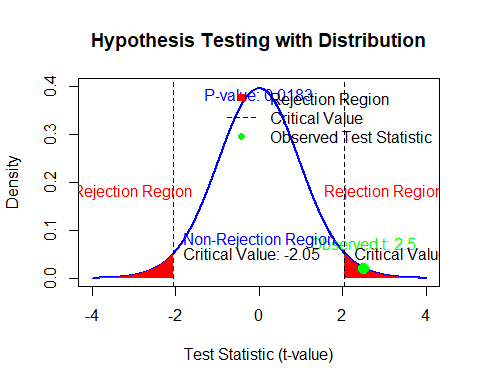 Hypothesis Testing with Distribution
P-value: 0.0183
Rejection Region
Critical Value
Observed Test Statistic
Rejection Region
Rejection Region
Non-Rejection Region
Observed t: 2.5
Critical Value: -2.05
Critical Valu
Density
0.0
0.1
0.2
0.3
0.4
-4
-2
0
2
4
Test Statistic (t-value)